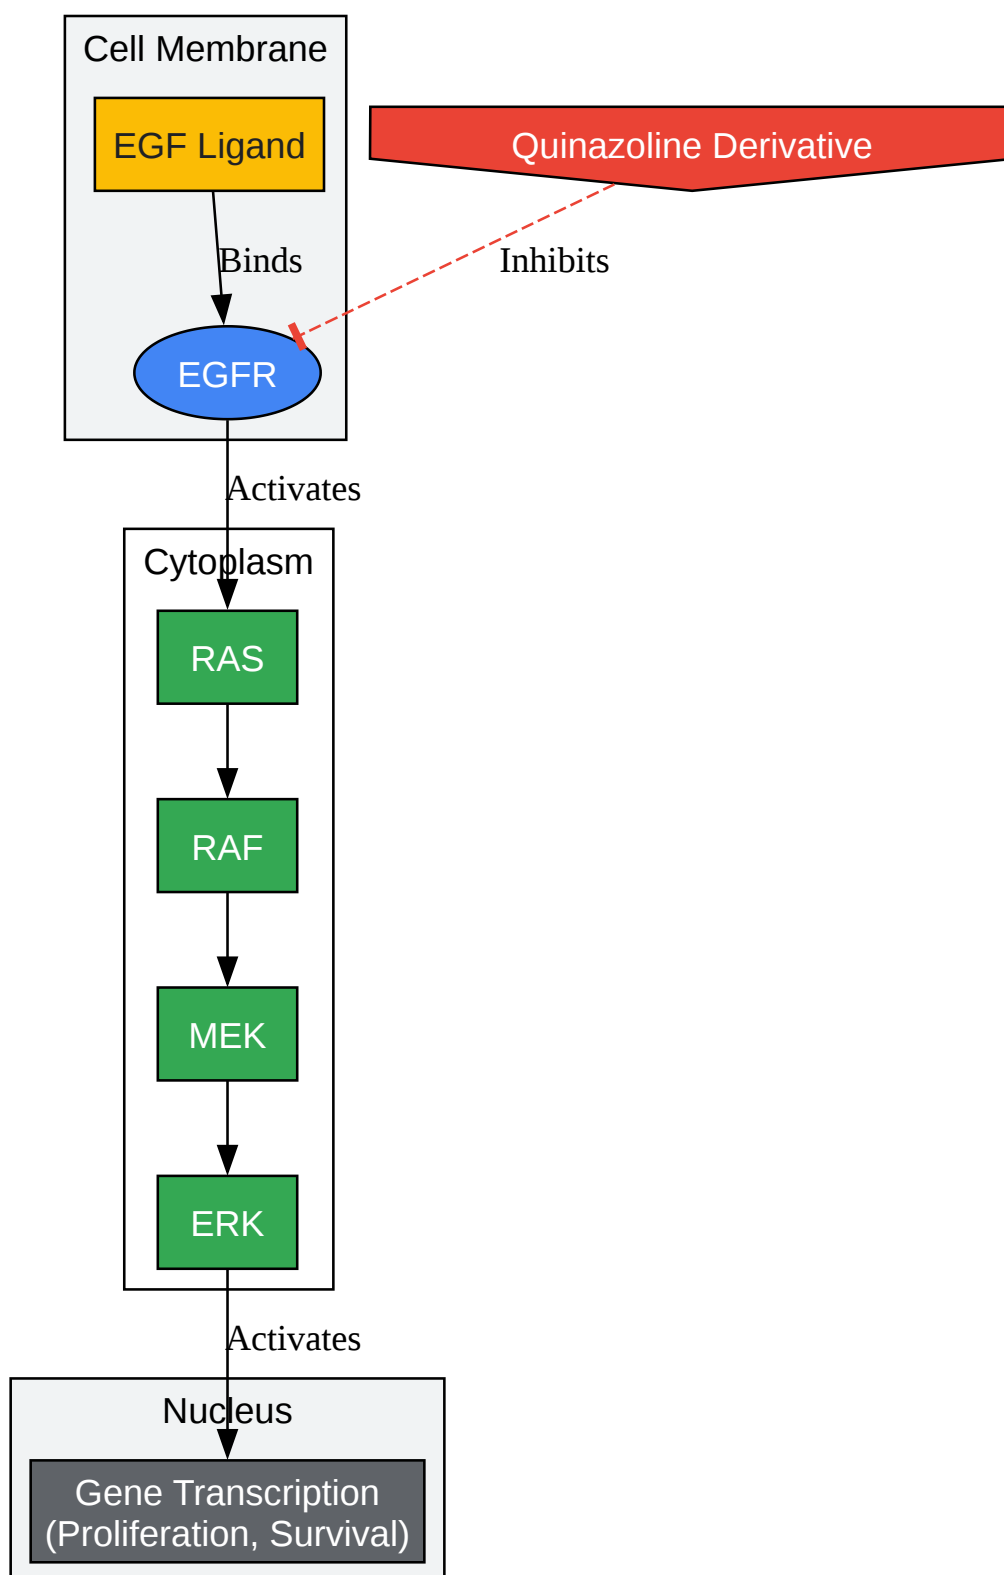 Cell Membrane
EGF Ligand
Quinazoline Derivative
Binds
Inhibits
EGFR
Activates
Cytoplasm
RAS
RAF
MEK
ERK
Activates
Nucleus
Gene Transcription
(Proliferation, Survival)